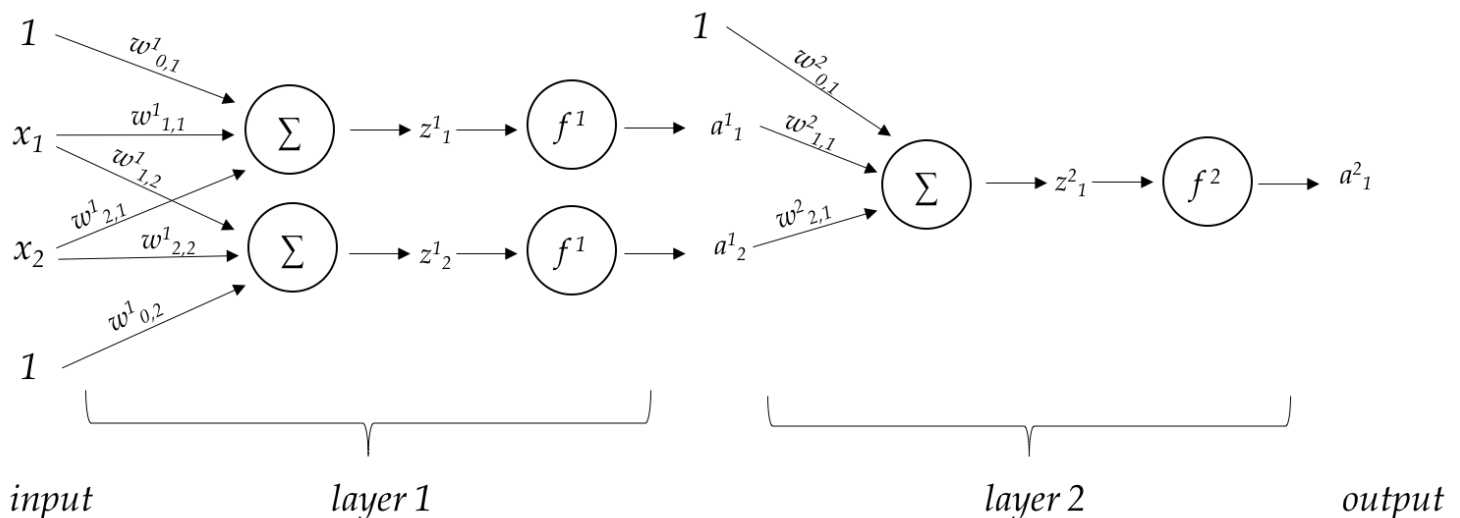 1
w¹₀,₁
x₁
w¹₁,₁
w¹₁,₂
w¹₂,₁
x₂
w¹₂,₂
w¹₀,₂
1
∑
z¹₁
f¹
a¹₁
∑
z¹₂
f¹
a¹₂
1
w²₀,₁
w²₁,₁
w²₂,₁
∑
z²₁
f²
a²₁
input
layer 1
layer 2
output